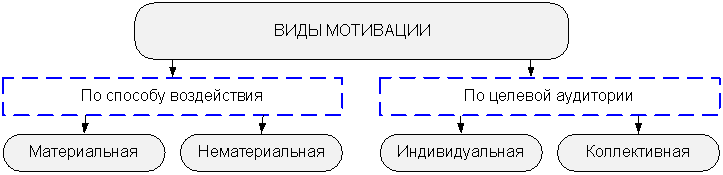 ВИДЫ МОТИВАЦИИ
По способу воздействия
По целевой аудитории
Материальная
Нематериальная
Индивидуальная
Коллективная